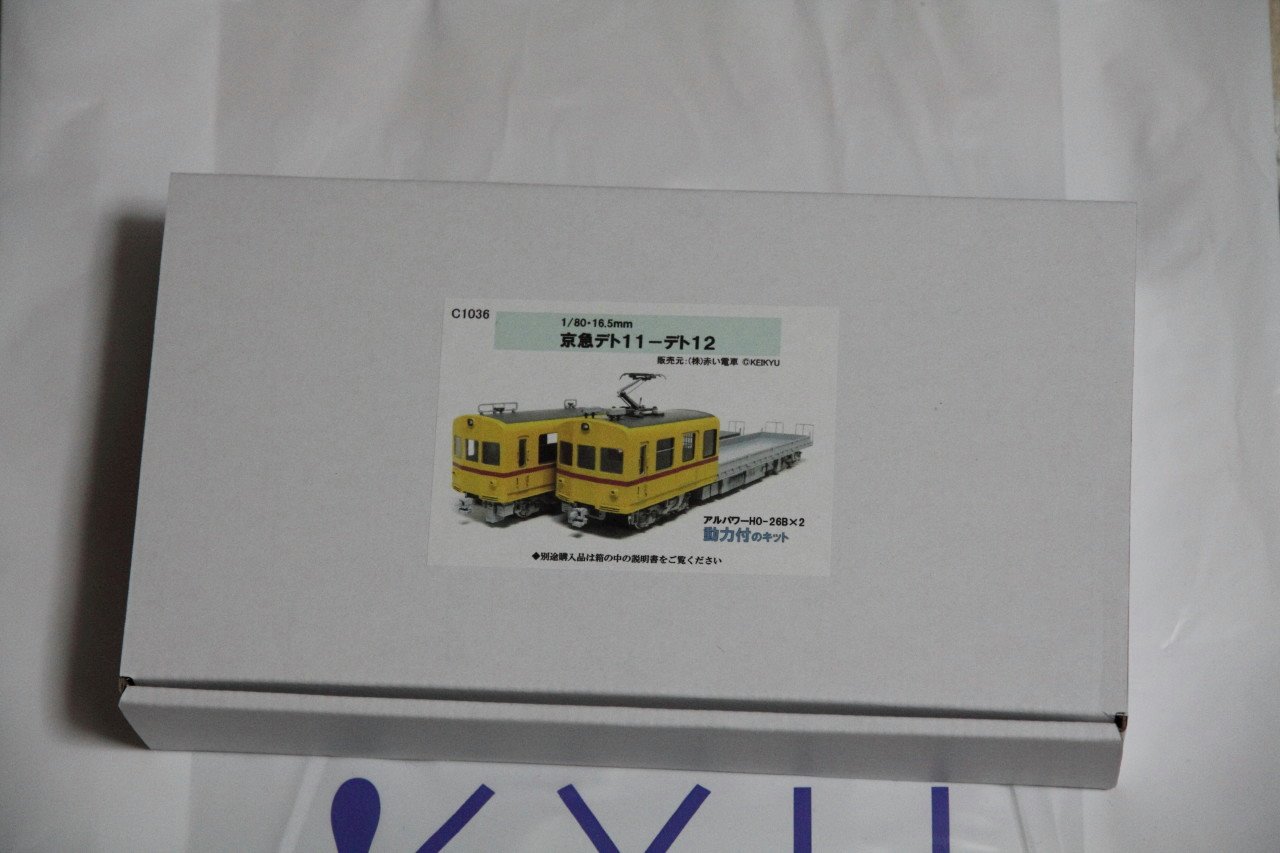 C1036
1/80・16.5mm
京急デト11－デト12
販売元：(株)赤い電車 ©KEIKYU
アルパワーHO-26B×2
動力付のキット
◆別途購入品は箱の中の説明書をご覧ください
KYU